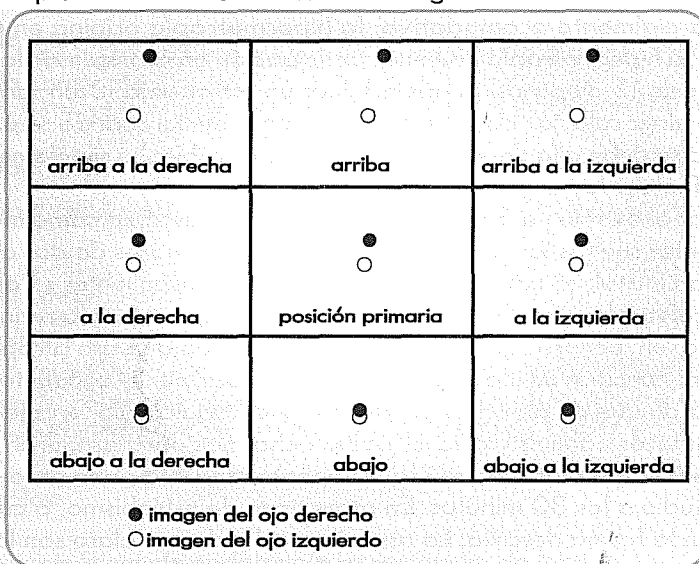 arriba a la derecha
arriba
arriba a la izquierda
a la derecha
posición primaria
a la izquierda
abajo a la derecha
abajo
abajo a la izquierda
imagen del ojo derecho
imagen del ojo izquierdo